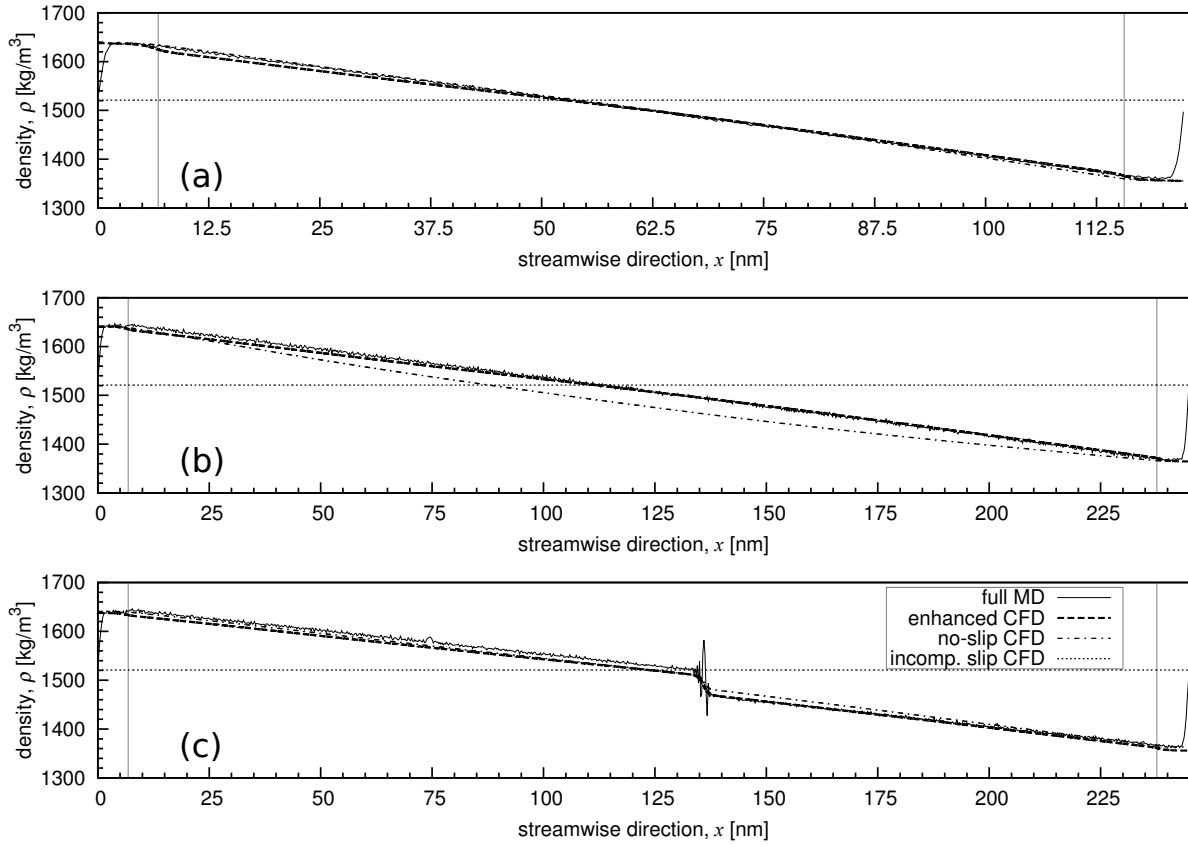 1700
1600
1500
1400
1300
density, ρ [kg/m³]
(a)
0 12.5 25 37.5 50 62.5 75 87.5 100 112.5
streamwise direction, x [nm]
1700
1600
1500
1400
1300
density, ρ [kg/m³]
(b)
0 25 50 75 100 125 150 175 200 225
streamwise direction, x [nm]
1700
1600
1500
1400
1300
density, ρ [kg/m³]
full MD
enhanced CFD
no-slip CFD
incomp. slip CFD
(c)
0 25 50 75 100 125 150 175 200 225
streamwise direction, x [nm]